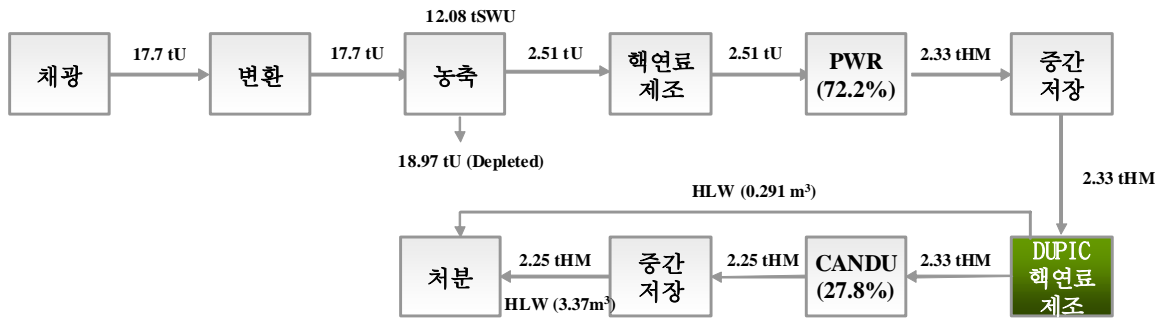 12.08 tSWU
채광
17.7 tU
변환
17.7 tU
농축
2.51 tU
핵연료
제조
2.51 tU
PWR
(72.2%)
2.33 tHM
중간
저장
18.97 tU (Depleted)
2.33 tHM
HLW (0.291 m³)
처분
2.25 tHM
HLW (3.37m³)
중간
저장
2.25 tHM
CANDU
(27.8%)
2.33 tHM
DUPIC
핵연료
제조